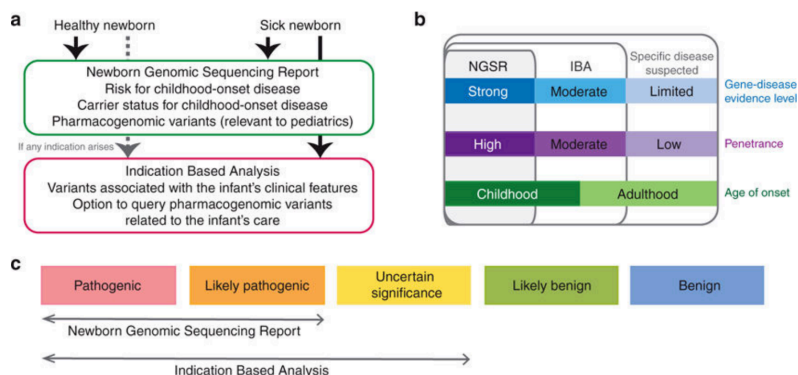 a
Healthy newborn
Sick newborn
Newborn Genomic Sequencing Report
Risk for childhood-onset disease
Carrier status for childhood-onset disease
Pharmacogenomic variants (relevant to pediatrics)
If any indication arises
Indication Based Analysis
Variants associated with the infant's clinical features
Option to query pharmacogenomic variants
related to the infant's care
b
NGSR
IBA
Specific disease
suspected
Strong
Moderate
Limited
Gene-disease
evidence level
High
Moderate
Low
Penetrance
Childhood
Adulthood
Age of onset
c
Pathogenic
Likely pathogenic
Uncertain
significance
Likely benign
Benign
Newborn Genomic Sequencing Report
Indication Based Analysis